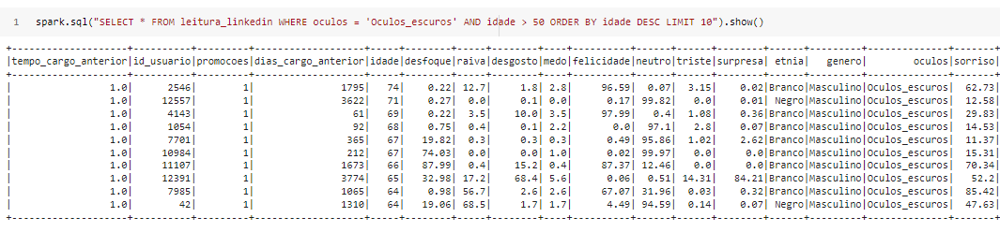 1 spark.sql("SELECT * FROM leitura_linkedin WHERE oculos = 'Oculos_escuros' AND idade > 50 ORDER BY idade DESC LIMIT 10").show()
+--------------------+----------+---------+-------------------+-----+--------+-----+--------+----+----------+------+------+--------+------+---------+--------------+-------+
|tempo_cargo_anterior|id_usuario|promocoes|dias_cargo_anterior|idade|desfoque|raiva|desgosto|medo|felicidade|neutro|triste|surpresa| etnia|   genero|        oculos|sorriso|
+--------------------+----------+---------+-------------------+-----+--------+-----+--------+----+----------+------+------+--------+------+---------+--------------+-------+
|                 1.0|      2546|        1|               1795|   74|    0.22| 12.7|     1.8| 2.8|     96.59|  0.07|  3.15|    0.02|Branco|Masculino|Oculos_escuros|  62.73|
|                 1.0|     12557|        1|               3622|   71|    0.27|  0.0|     0.1| 0.0|      0.17| 99.82|   0.0|    0.01| Negro|Masculino|Oculos_escuros|  12.58|
|                 1.0|      4143|        1|                 61|   69|    0.22|  3.5|    10.0| 3.5|     97.99|   0.4|  1.08|    0.36|Branco|Masculino|Oculos_escuros|  29.83|
|                 1.0|      1054|        1|                 92|   68|    0.75|  0.4|     0.1| 2.2|       0.0|  97.1|   2.8|    0.07|Branco|Masculino|Oculos_escuros|  14.53|
|                 1.0|      7701|        1|                365|   67|   19.82|  0.3|     0.3| 0.3|      0.49| 95.86|  1.02|    2.62|Branco|Masculino|Oculos_escuros|  11.37|
|                 1.0|     10984|        1|                212|   67|   74.03|  0.0|     0.0| 1.0|      0.02| 99.97|   0.0|     0.0|Branco|Masculino|Oculos_escuros|  15.31|
|                 1.0|     11107|        1|               1673|   66|   87.99|  0.4|    15.2| 0.4|     87.37| 12.46|   0.0|     0.0|Branco|Masculino|Oculos_escuros|  70.34|
|                 1.0|     12391|        1|               3774|   65|   32.98| 17.2|    68.4| 5.6|      0.06|  0.51| 14.31|   84.21|Branco|Masculino|Oculos_escuros|   52.2|
|                 1.0|      7985|        1|               1065|   64|    0.98| 56.7|     2.6| 2.6|     67.07| 31.96|  0.03|    0.32|Branco|Masculino|Oculos_escuros|  85.42|
|                 1.0|        42|        1|               1310|   64|   19.06| 68.5|     1.7| 1.7|      4.49| 94.59|  0.14|    0.07| Negro|Masculino|Oculos_escuros|  47.63|
+--------------------+----------+---------+-------------------+-----+--------+-----+--------+----+----------+------+------+--------+------+---------+--------------+-------+